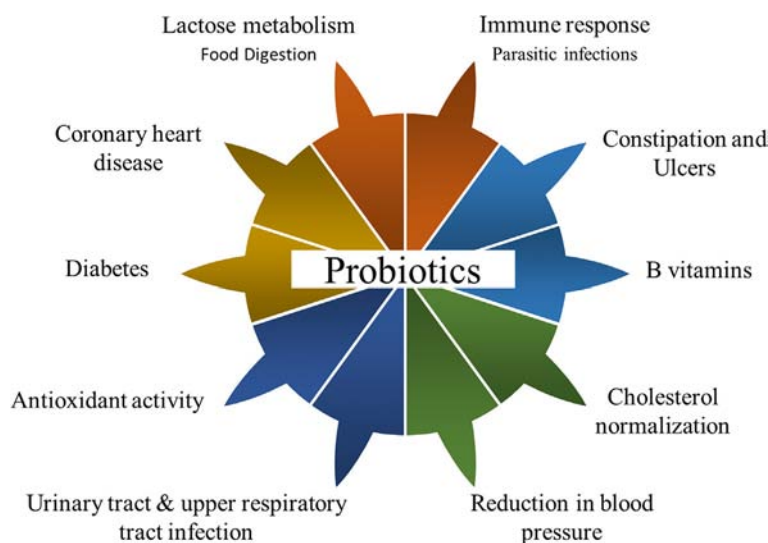 Lactose metabolism
Food Digestion
Immune response
Parasitic infections
Coronary heart
disease
Constipation and
Ulcers
Diabetes
Probiotics
B vitamins
Antioxidant activity
Cholesterol
normalization
Urinary tract & upper respiratory
tract infection
Reduction in blood
pressure